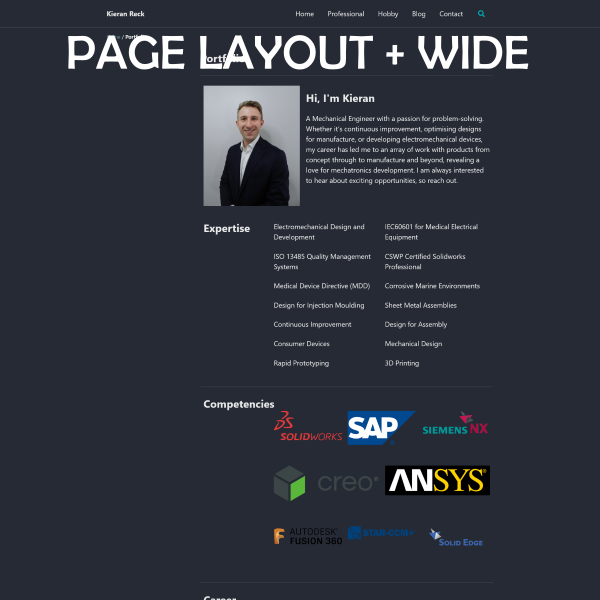 Kieran Reck
Home Professional Hobby Blog Contact
/ Portfolio
PAGE LAYOUT + WIDE
Portfolio
Hi, I'm Kieran
A Mechanical Engineer with a passion for problem-solving.
Whether it's continuous improvement, optimising designs
for manufacture, or developing electromechanical devices,
my career has led me to an array of work with products from
concept through to manufacture and beyond, revealing a
love for mechatronics development. I am always interested
to hear about exciting opportunities, so reach out.
Expertise
Electromechanical Design and
Development
IEC60601 for Medical Electrical
Equipment
ISO 13485 Quality Management
Systems
CSWP Certified Solidworks
Professional
Medical Device Directive (MDD)
Corrosive Marine Environments
Design for Injection Moulding
Sheet Metal Assemblies
Continuous Improvement
Design for Assembly
Consumer Devices
Mechanical Design
Rapid Prototyping
3D Printing
Competencies
SOLIDWORKS
SAP
SIEMENS NX
creo
ANSYS
AUTODESK
FUSION 360
STAR-CCM+
SOLID EDGE
Career